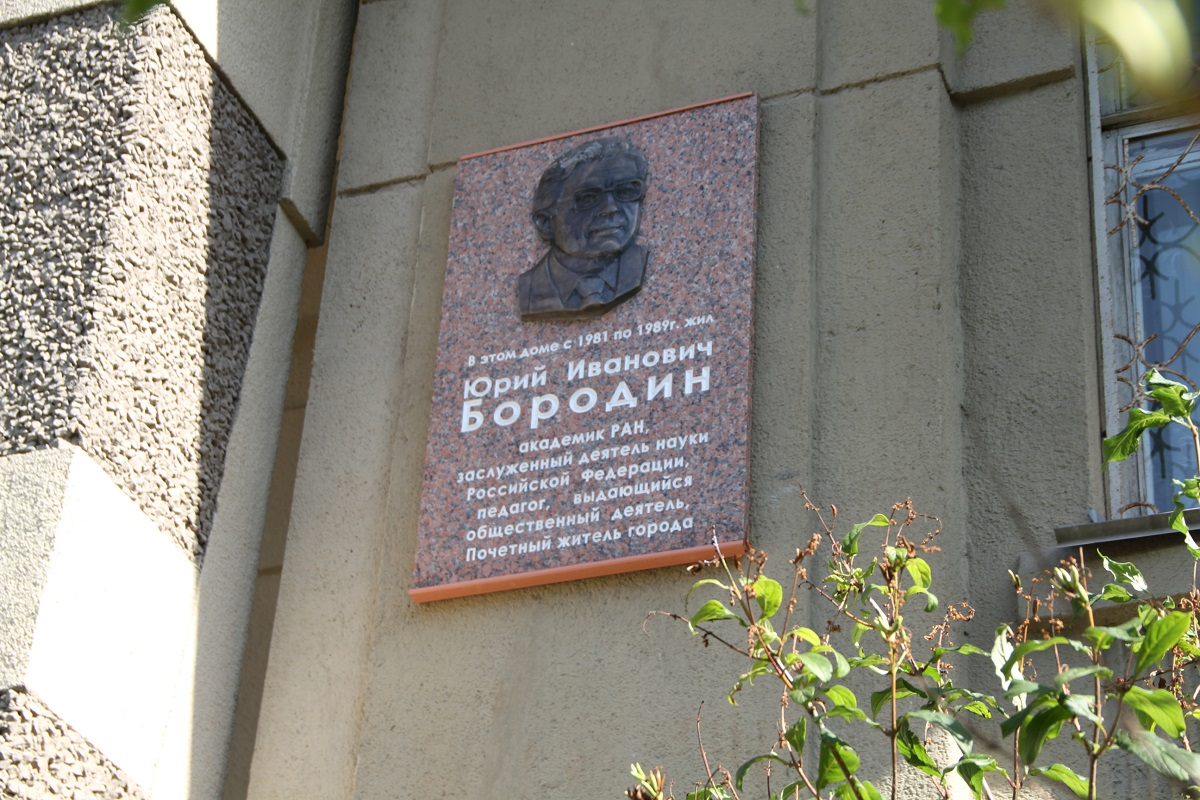 В этом доме с 1981 по 1989г. жил
Юрий Иванович
Бородин
академик РАН,
заслуженный деятель науки
Российской Федерации,
педагог, выдающийся
общественный деятель,
Почетный житель города